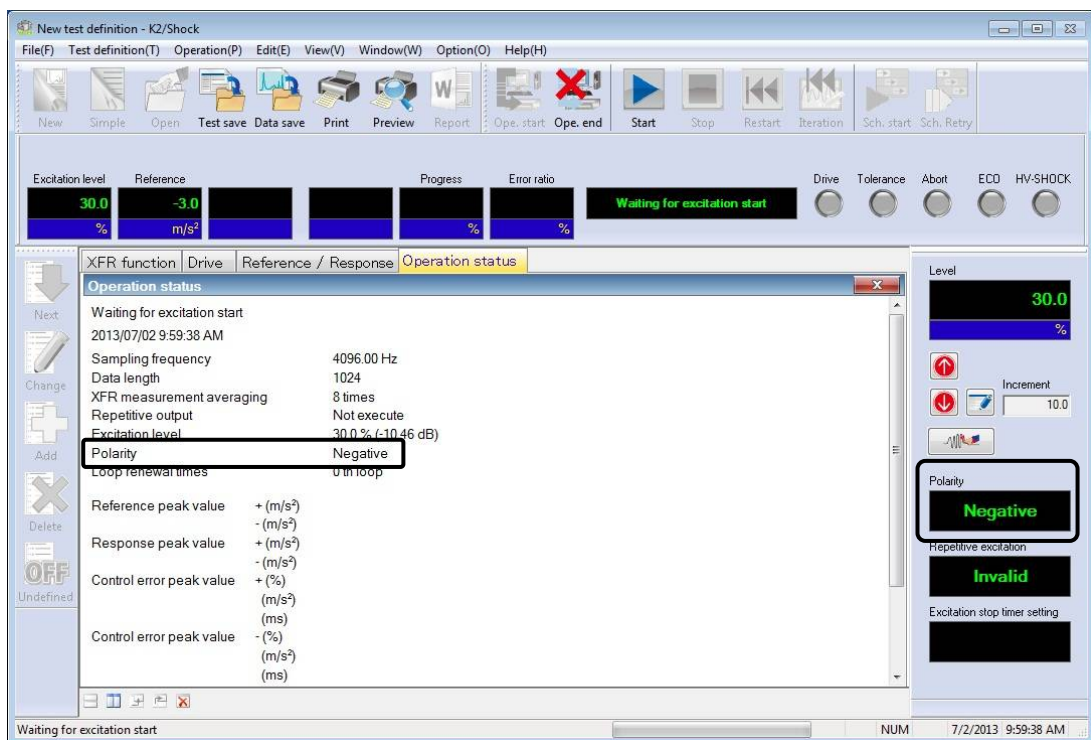 New test definition - K2/Shock
File(F) Test definition(T) Operation(P) Edit(E) View(V) Window(W) Option(O) Help(H)
New Simple Open Test save Data save Print Preview Report Ope. start Ope. end Start Stop Restart Iteration Sch. start Sch. Retry
Excitation level Reference Progress Error ratio Drive Tolerance Abort ECO HV-SHOCK
30.0 -3.0 Waiting for excitation start
% m/s² % %
XFR function Drive Reference / Response Operation status
Operation status
Waiting for excitation start
2013/07/02 9:59:38 AM
Sampling frequency 4096.00 Hz
Data length 1024
XFR measurement averaging 8 times
Repetitive output Not execute
Excitation level 30.0 % (-10.46 dB)
Polarity Negative
Loop renewal times 0 th loop
Reference peak value + (m/s²)
- (m/s²)
Response peak value + (m/s²)
- (m/s²)
Control error peak value + (%)
(m/s²)
(ms)
Control error peak value - (%)
(m/s²)
(ms)
Next
Change
Add
Delete
OFF
Undefined
Level
30.0
%
Increment
10.0
Polarity
Negative
Repetitive excitation
Invalid
Excitation stop timer setting
Waiting for excitation start NUM 7/2/2013 9:59:38 AM